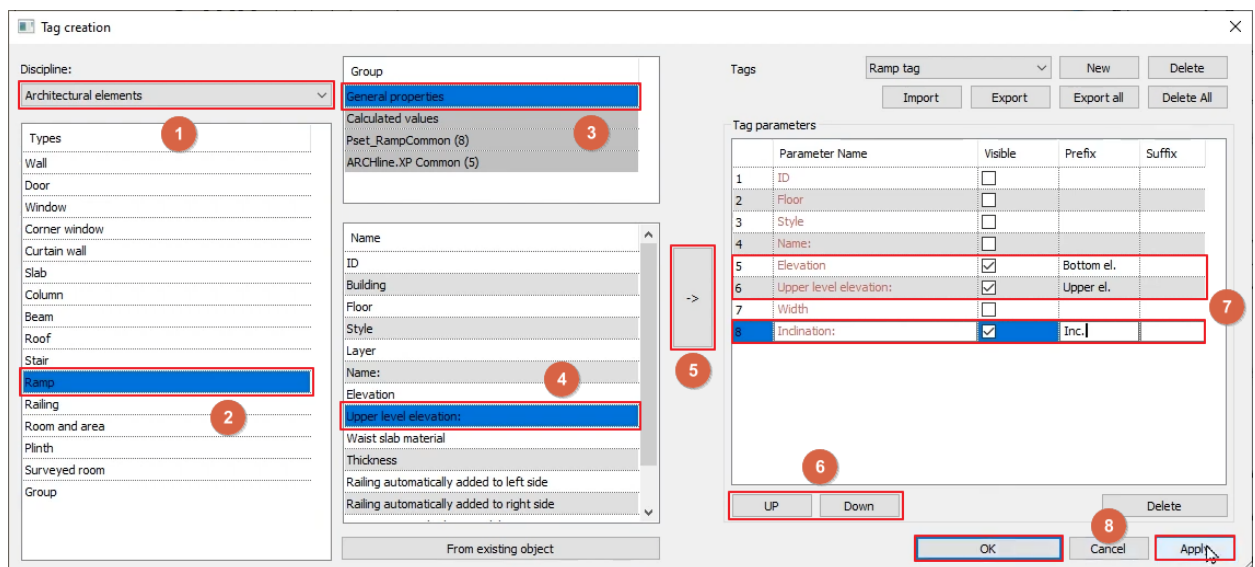 Tag creation
Discipline:
Architectural elements
1
Types
Wall
Door
Window
Corner window
Curtain wall
Slab
Column
Beam
Roof
Stair
Ramp
Railing
2
Room and area
Plinth
Surveyed room
Group
Group
General properties
Calculated values
3
Pset_RampCommon (8)
ARCHline.XP Common (5)
Name
ID
Building
Floor
Style
Layer
Name:
4
Elevation
Upper level elevation:
Waist slab material
Thickness
Railing automatically added to left side
Railing automatically added to right side
From existing object
->
5
Tags Ramp tag New Delete
Import Export Export all Delete All
Tag parameters
Parameter Name Visible Prefix Suffix
1 ID
2 Floor
3 Style
4 Name:
5 Elevation Bottom el.
6 Upper level elevation: Upper el.
7
7 Width
8 Inclination: Inc.
6
UP Down Delete
8
OK Cancel Apply